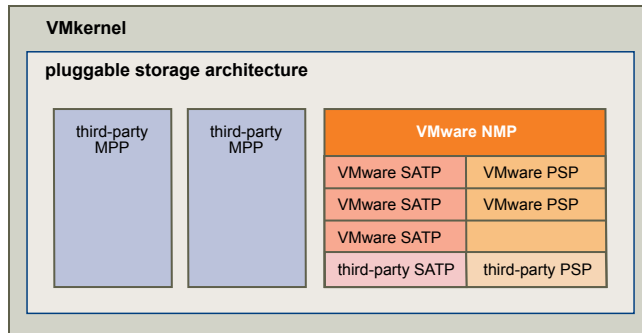 VMkernel
pluggable storage architecture
third-party
MPP
third-party
MPP
VMware NMP
VMware SATP
VMware PSP
VMware SATP
VMware PSP
VMware SATP
third-party SATP
third-party PSP